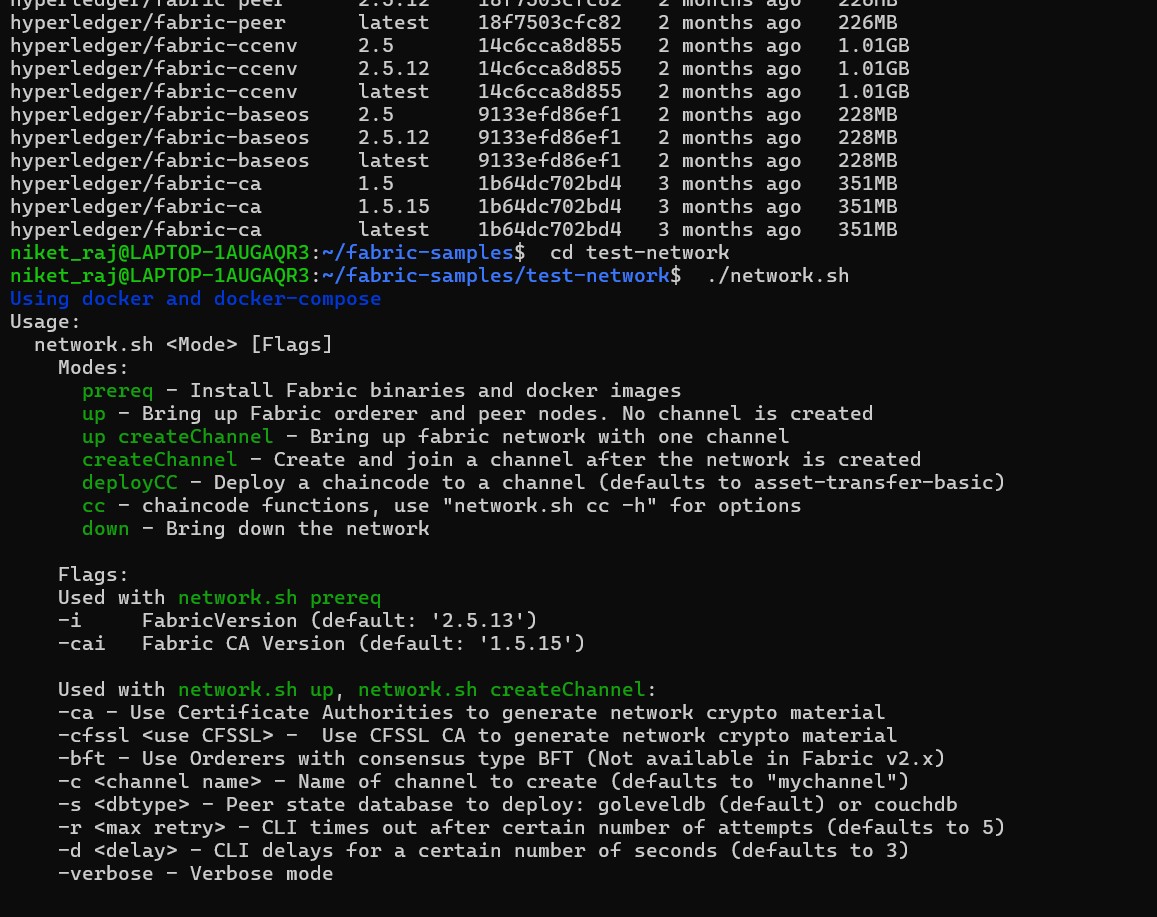 hyperledger/fabric-peer    2.5.12    18f7503cfc82   2 months ago   226MB
hyperledger/fabric-peer      latest    18f7503cfc82   2 months ago   226MB
hyperledger/fabric-ccenv     2.5       14c6cca8d855   2 months ago   1.01GB
hyperledger/fabric-ccenv     2.5.12    14c6cca8d855   2 months ago   1.01GB
hyperledger/fabric-ccenv     latest    14c6cca8d855   2 months ago   1.01GB
hyperledger/fabric-baseos    2.5       9133efd86ef1   2 months ago   228MB
hyperledger/fabric-baseos    2.5.12    9133efd86ef1   2 months ago   228MB
hyperledger/fabric-baseos    latest    9133efd86ef1   2 months ago   228MB
hyperledger/fabric-ca        1.5       1b64dc702bd4   3 months ago   351MB
hyperledger/fabric-ca        1.5.15    1b64dc702bd4   3 months ago   351MB
hyperledger/fabric-ca        latest    1b64dc702bd4   3 months ago   351MB
niket_raj@LAPTOP-1AUGAQR3:~/fabric-samples$  cd test-network
niket_raj@LAPTOP-1AUGAQR3:~/fabric-samples/test-network$  ./network.sh
Using docker and docker-compose
Usage:
  network.sh <Mode> [Flags]
    Modes:
      prereq - Install Fabric binaries and docker images
      up - Bring up Fabric orderer and peer nodes. No channel is created
      up createChannel - Bring up fabric network with one channel
      createChannel - Create and join a channel after the network is created
      deployCC - Deploy a chaincode to a channel (defaults to asset-transfer-basic)
      cc - chaincode functions, use "network.sh cc -h" for options
      down - Bring down the network
    Flags:
    Used with network.sh prereq
    -i     FabricVersion (default: '2.5.13')
    -cai   Fabric CA Version (default: '1.5.15')
    Used with network.sh up, network.sh createChannel:
    -ca - Use Certificate Authorities to generate network crypto material
    -cfssl <use CFSSL> -  Use CFSSL CA to generate network crypto material
    -bft - Use Orderers with consensus type BFT (Not available in Fabric v2.x)
    -c <channel name> - Name of channel to create (defaults to "mychannel")
    -s <dbtype> - Peer state database to deploy: goleveldb (default) or couchdb
    -r <max retry> - CLI times out after certain number of attempts (defaults to 5)
    -d <delay> - CLI delays for a certain number of seconds (defaults to 3)
    -verbose - Verbose mode